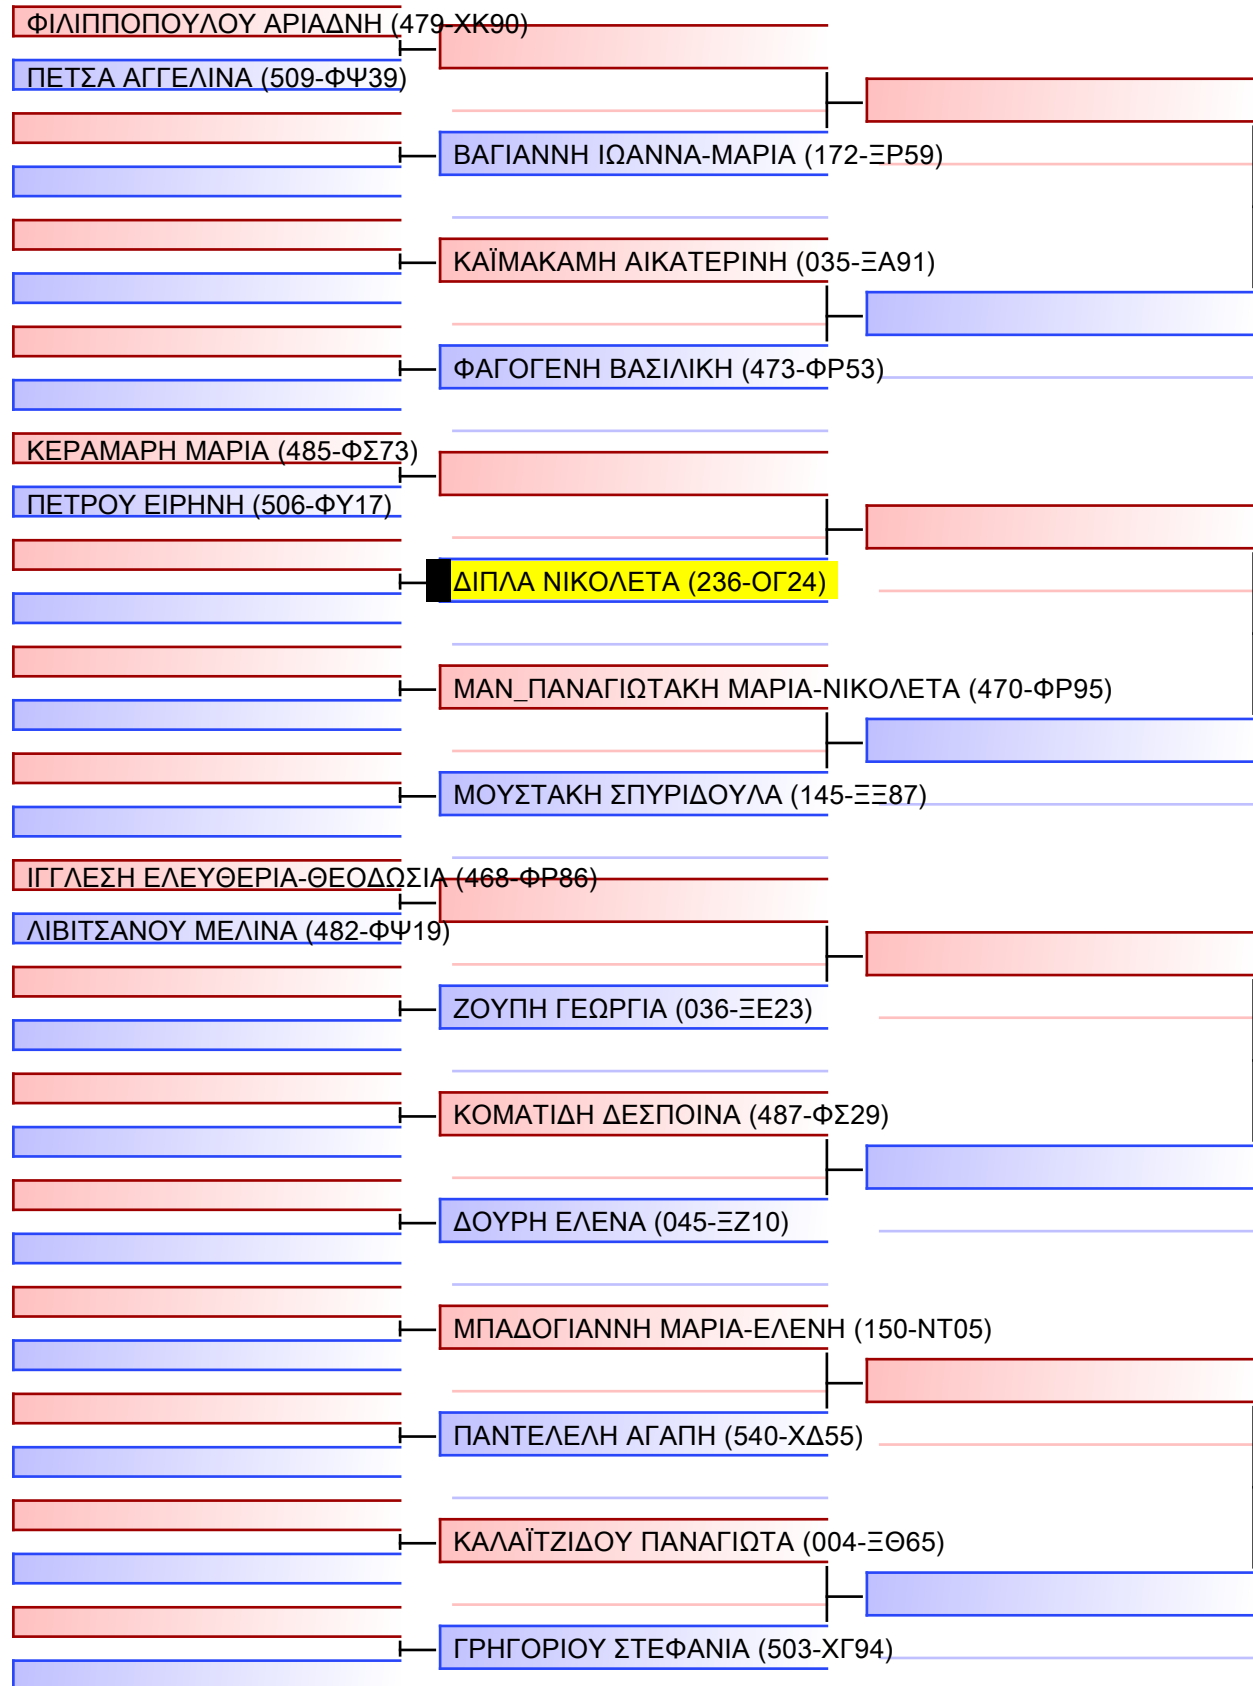 ΦΙΛΙΠΠΟΠΟΥΛΟΥ ΑΡΙΑΔΝΗ (479-ΧΚ90)
ΠΕΤΣΑ ΑΓΓΕΛΙΝΑ (509-ΦΨ39)
ΒΑΓΙΑΝΝΗ ΙΩΑΝΝΑ-ΜΑΡΙΑ (172-ΞΡ59)
ΚΑΪΜΑΚΑΜΗ ΑΙΚΑΤΕΡΙΝΗ (035-ΞΑ91)
ΦΑΓΟΓΕΝΗ ΒΑΣΙΛΙΚΗ (473-ΦΡ53)
ΚΕΡΑΜΑΡΗ ΜΑΡΙΑ (485-ΦΣ73)
ΠΕΤΡΟΥ ΕΙΡΗΝΗ (506-ΦΥ17)
ΔΙΠΛΑ ΝΙΚΟΛΕΤΑ (236-ΟΓ24)
ΜΑΝ_ΠΑΝΑΓΙΩΤΑΚΗ ΜΑΡΙΑ-ΝΙΚΟΛΕΤΑ (470-ΦΡ95)
ΜΟΥΣΤΑΚΗ ΣΠΥΡΙΔΟΥΛΑ (145-ΞΞ87)
ΙΓΓΛΕΣΗ ΕΛΕΥΘΕΡΙΑ-ΘΕΟΔΩΣΙΑ (468-ΦΡ86)
ΛΙΒΙΤΣΑΝΟΥ ΜΕΛΙΝΑ (482-ΦΨ19)
ΖΟΥΠΗ ΓΕΩΡΓΙΑ (036-ΞΕ23)
ΚΟΜΑΤΙΔΗ ΔΕΣΠΟΙΝΑ (487-ΦΣ29)
ΔΟΥΡΗ ΕΛΕΝΑ (045-ΞΖ10)
ΜΠΑΔΟΓΙΑΝΝΗ ΜΑΡΙΑ-ΕΛΕΝΗ (150-ΝΤ05)
ΠΑΝΤΕΛΕΛΗ ΑΓΑΠΗ (540-ΧΔ55)
ΚΑΛΑΪΤΖΙΔΟΥ ΠΑΝΑΓΙΩΤΑ (004-ΞΘ65)
ΓΡΗΓΟΡΙΟΥ ΣΤΕΦΑΝΙΑ (503-ΧΓ94)